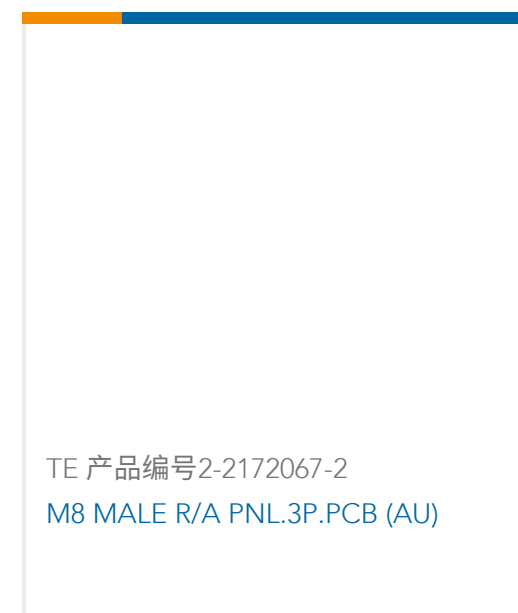 TE 产品编号2-2172067-2
M8 MALE R/A PNL.3P.PCB (AU)